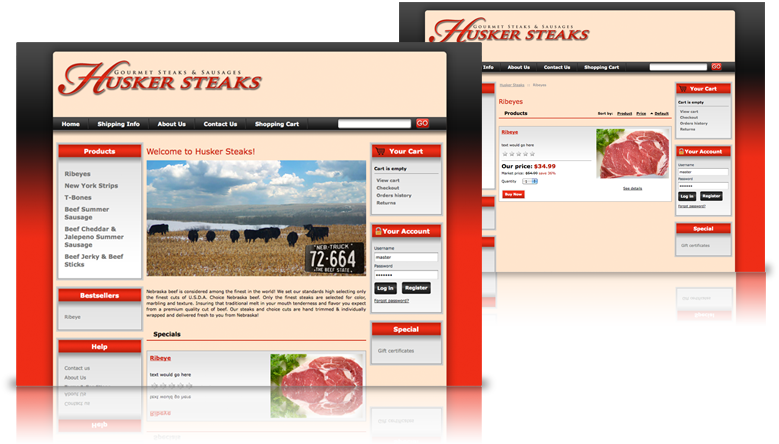 GOURMET STEAKS & SAUSAGES
HUSKER STEAKS
Home
Shipping Info
About Us
Contact Us
Shopping Cart
GO
Products
Ribeyes
New York Strips
T-Bones
Beef Summer
Sausage
Beef Cheddar &
Jalepeno Summer
Sausage
Beef Jerky & Beef
Sticks
Bestsellers
Ribeye
Help
Contact us
About Us
Welcome to Husker Steaks!
NEB-TRUCK
72-664
THE BEEF STATE
Nebraska beef is considered among the finest in the world! We set our standards high selecting only
the finest cuts of U.S.D.A. Choice Nebraska beef. Only the finest steaks are selected for color,
marbling and texture. Insuring that traditional melt in your mouth tenderness and flavor you expect
from a premium quality cut of beef. Our steaks and choice cuts are hand trimmed & individually
wrapped and delivered fresh to you from Nebraska!
Specials
Ribeye
text would go here
Your Cart
Cart is empty
View cart
Checkout
Orders history
Returns
Your Account
Username
master
Password
Log in
Register
Forgot password?
Special
Gift certificates
GOURMET STEAKS & SAUSAGES
HUSKER STEAKS
Info
About Us
Contact Us
Shopping Cart
GO
Husker Steaks :: Ribeyes
Ribeyes
Products
Sort by: Product Price Default
Ribeye
text would go here
Our price: $34.99
Market price: $54.99 save 36%
Quantity 1
Buy Now
See details
Your Cart
Cart is empty
View cart
Checkout
Orders history
Returns
Your Account
Username
master
Password
Log in
Register
Forgot password?
Special
Gift certificates